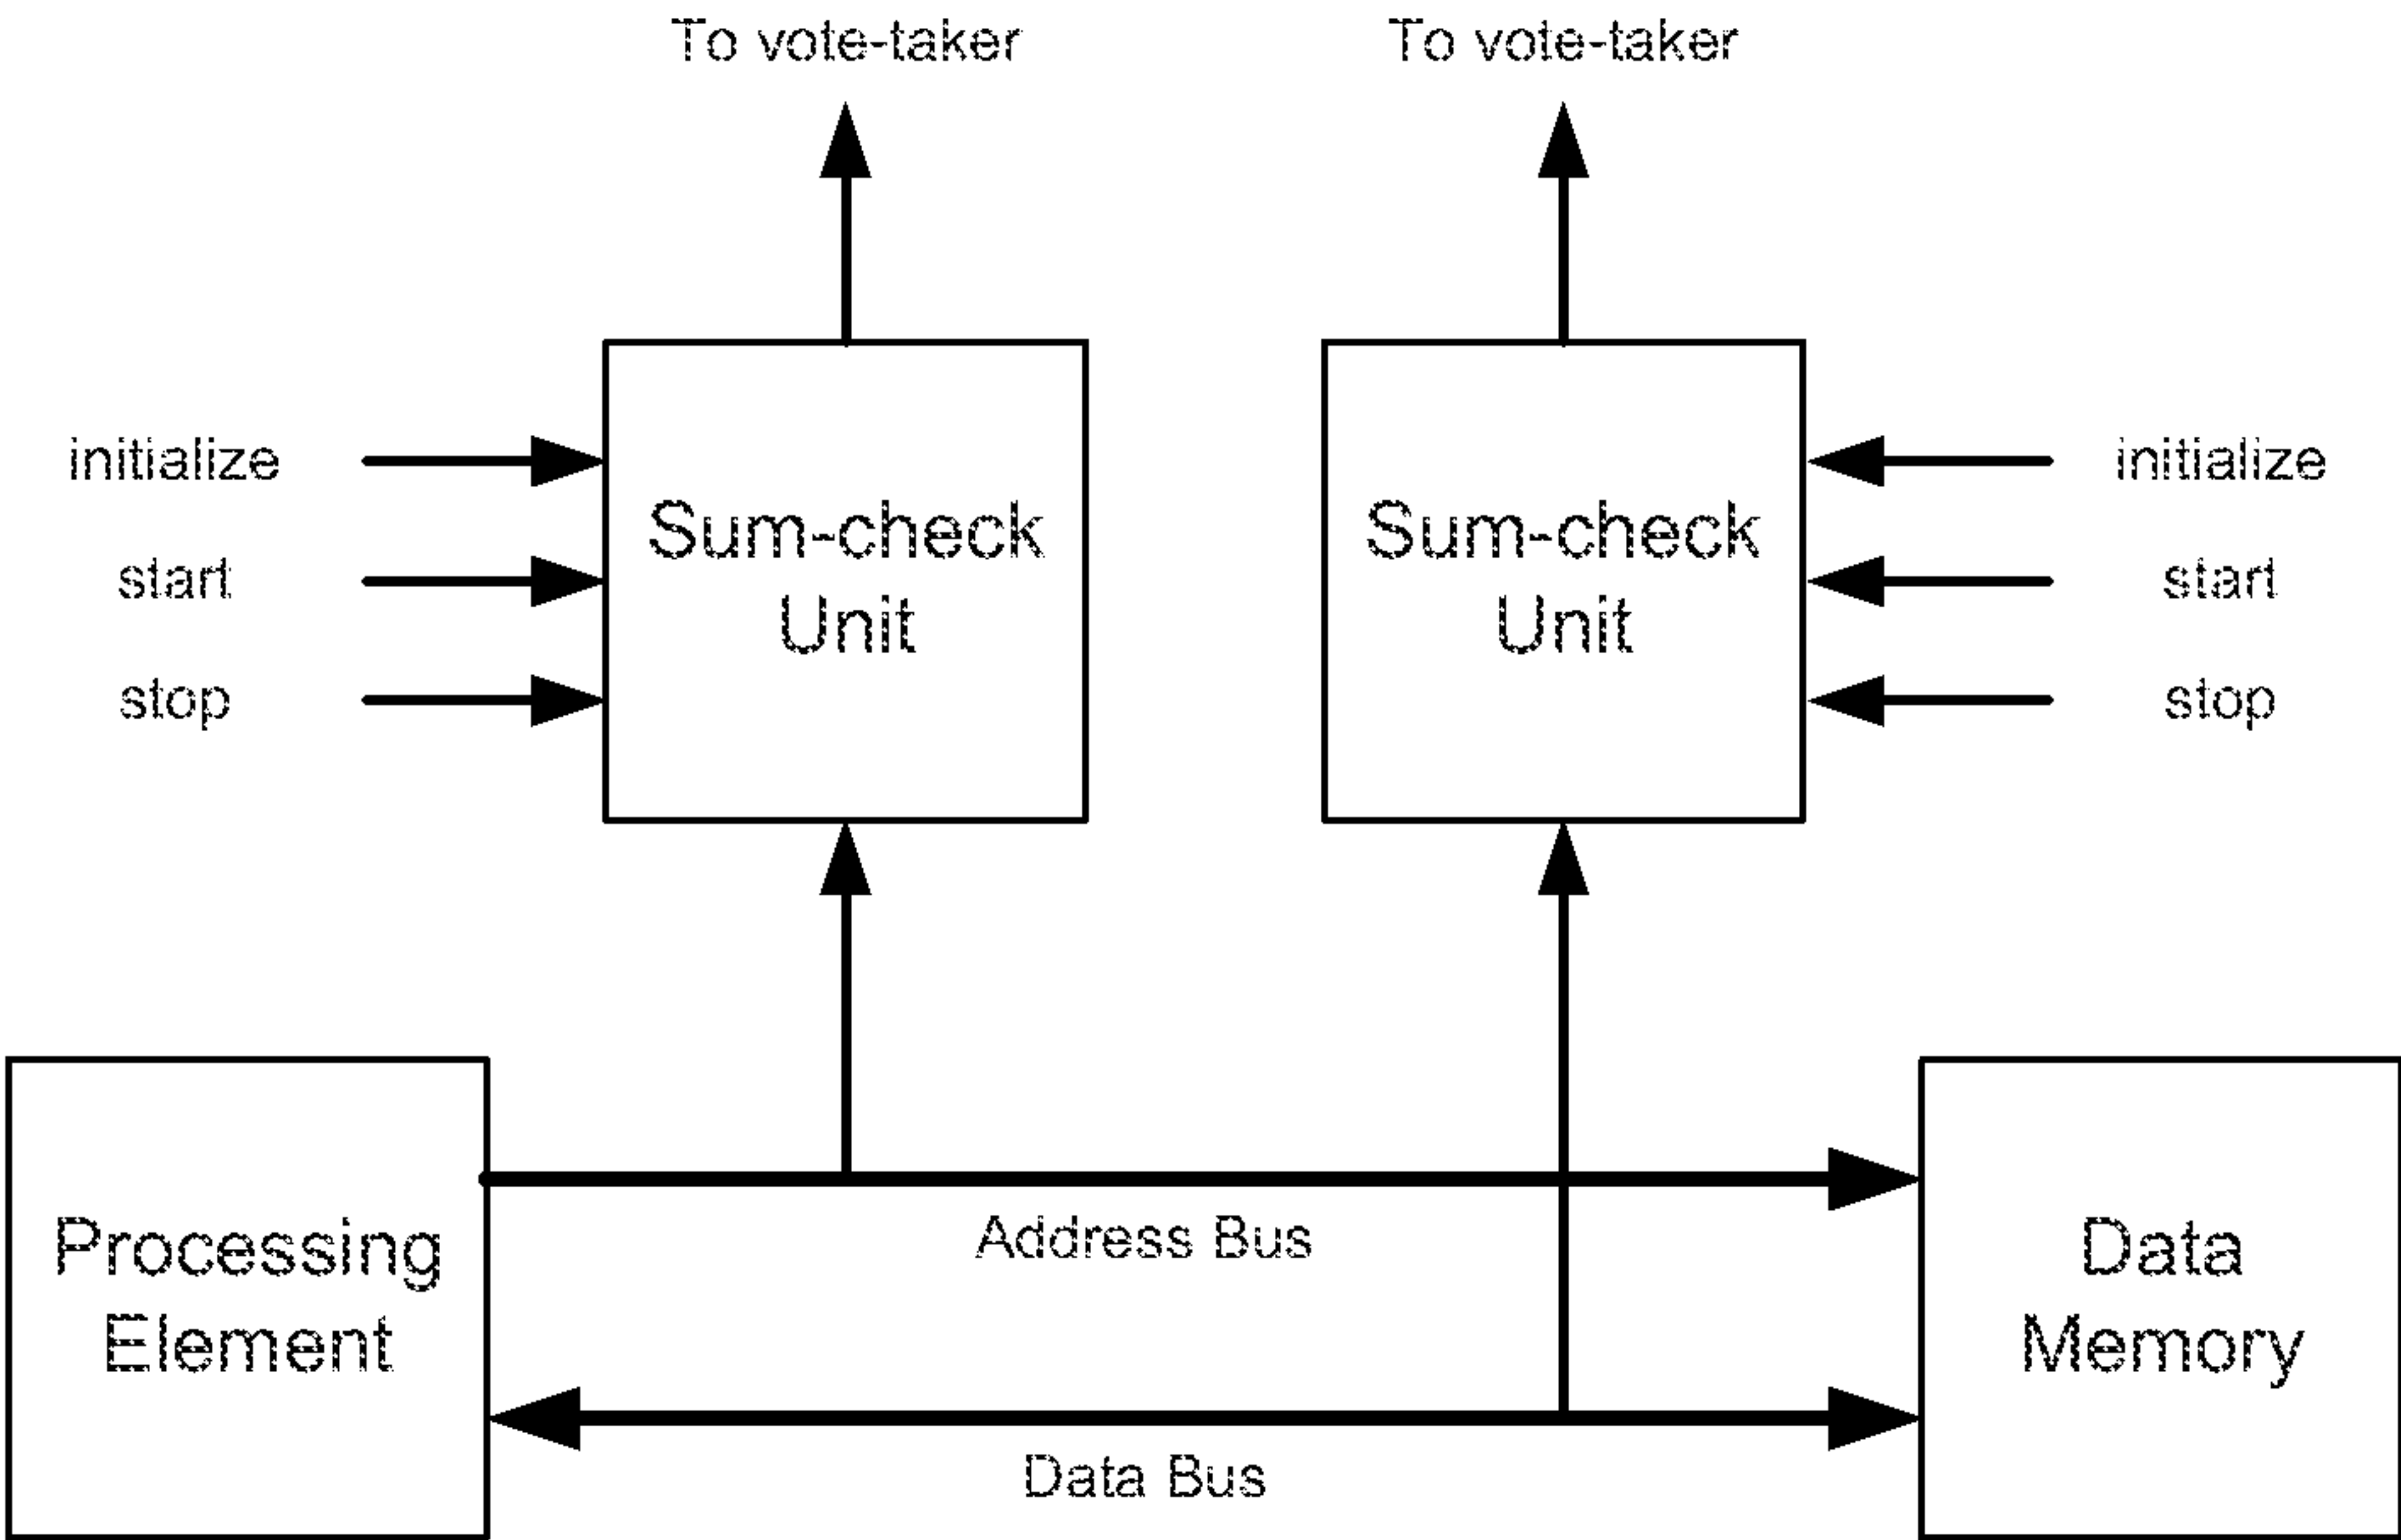 To vote-taker
To vote-taker
initialize
start
stop
Sum-check
Unit
Sum-check
Unit
initialize
start
stop
Processing
Element
Address Bus
Data Bus
Data
Memory